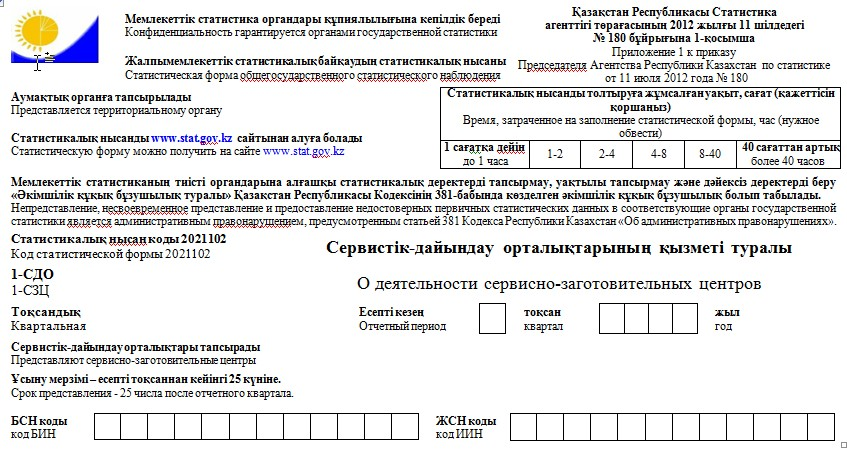 Мемлекеттік статистика органдары құпиялылығына кепілдік береді
Конфиденциальность гарантируется органами государственной статистики
Жалпымемлекеттік статистикалық байқаудың статистикалық нысаны
Статистическая форма общегосударственного статистического наблюдения
Қазақстан Республикасы Статистика
агенттігі төрағасының 2012 жылғы 11 шілдедегі
№ 180 бұйрығына 1-қосымша
Приложение 1 к приказу
Председателя Агентства Республики Казахстан по статистике
от 11 июля 2012 года № 180
Аумақтық органға тапсырылады
Представляется территориальному органу
Статистикалық нысанды www.stat.gov.kz сайтынан алуға болады
Статистическую форму можно получить на сайте www.stat.gov.kz
Статистикалық нысанды толтыруға жұмсалған уақыт, сағат (қажеттісін
қоршаңыз)
Время, затраченное на заполнение статистической формы, час (нужное
обвести)
1 сағатқа дейін
до 1 часа
1-2
2-4
4-8
8-40
40 сағаттан артық
более 40 часов
Мемлекеттік статистиканың тиісті органдарына алғашқы статистикалық деректерді тапсырмау, уақтылы тапсырмау және дәйексіз деректерді беру
«Әкімшілік құқық бұзушылық туралы» Қазақстан Республикасы Кодексінің 381-бабында көзделген әкімшілік құқық бұзушылық болып табылады.
Непредставление, несвоевременное представление и предоставление недостоверных первичных статистических данных в соответствующие органы государственной
статистики является административным правонарушением, предусмотренным статьей 381 Кодекса Республики Казахстан «Об административных правонарушениях».
Статистикалық нысан коды 2021102
Код статистической формы 2021102
Сервистік-дайындау орталықтарының қызметі туралы
1-СДО
1-СЗЦ
О деятельности сервисно-заготовительных центров
Тоқсандық
Квартальная
Есепті кезең
Отчетный период
тоқсан
квартал
жыл
год
Сервистік-дайындау орталықтары тапсырады
Представляют сервисно-заготовительные центры
Ұсыну мерзімі – есепті тоқсаннан кейінгі 25 күніне.
Срок представления - 25 числа после отчетного квартала.
БСН коды
код БИН
ЖСН коды
код ИИН